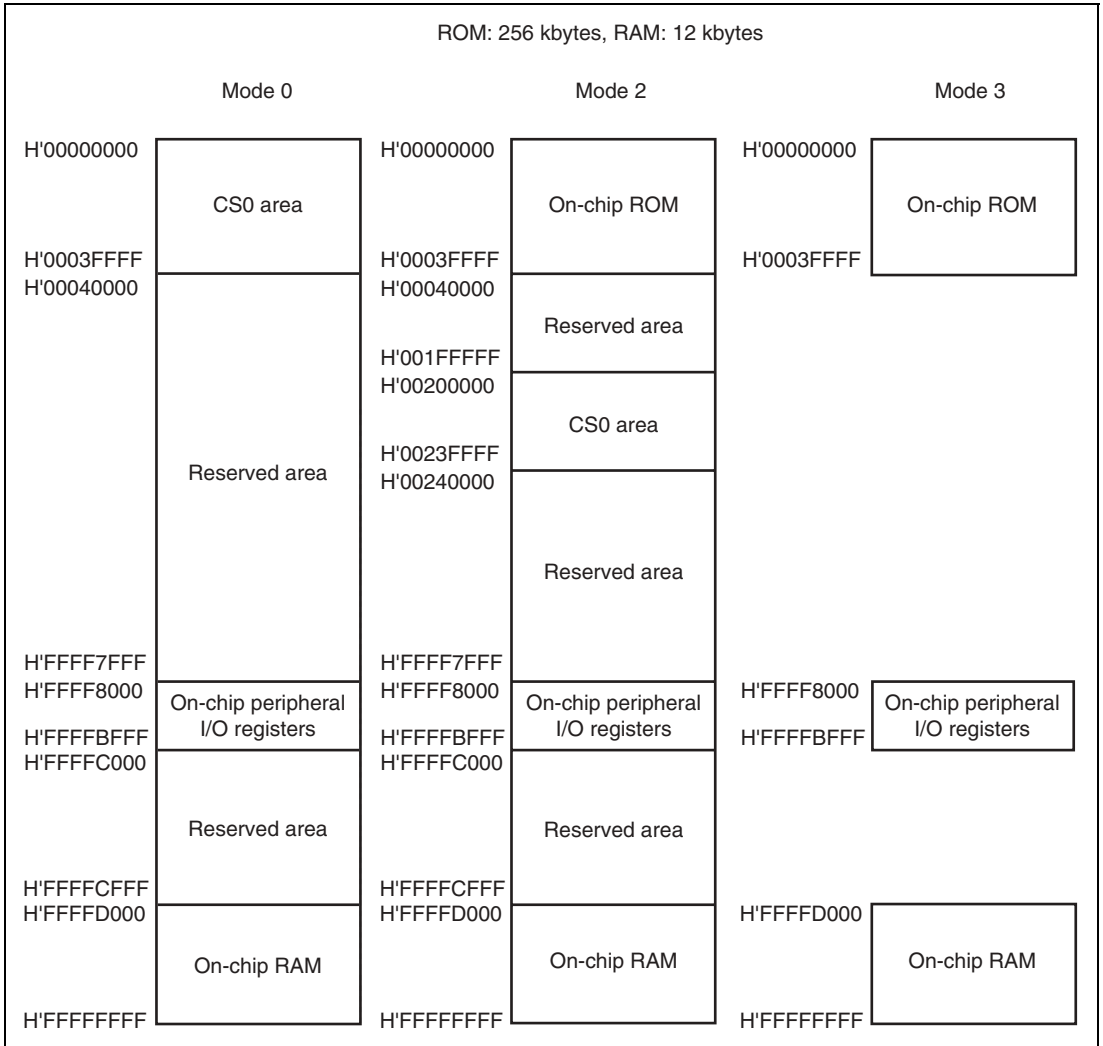 ROM: 256 kbytes, RAM: 12 kbytes
Mode 0
H'00000000
CS0 area
H'0003FFFF
H'00040000
Reserved area
H'FFFF7FFF
H'FFFF8000
On-chip peripheral
I/O registers
H'FFFFBFFF
H'FFFFC000
Reserved area
H'FFFFCFFF
H'FFFFD000
On-chip RAM
H'FFFFFFFF
Mode 2
H'00000000
On-chip ROM
H'0003FFFF
H'00040000
Reserved area
H'001FFFFF
H'00200000
CS0 area
H'0023FFFF
H'00240000
Reserved area
H'FFFF7FFF
H'FFFF8000
On-chip peripheral
I/O registers
H'FFFFBFFF
H'FFFFC000
Reserved area
H'FFFFCFFF
H'FFFFD000
On-chip RAM
H'FFFFFFFF
Mode 3
H'00000000
On-chip ROM
H'0003FFFF
H'FFFF8000
On-chip peripheral
I/O registers
H'FFFFBFFF
H'FFFFD000
On-chip RAM
H'FFFFFFFF